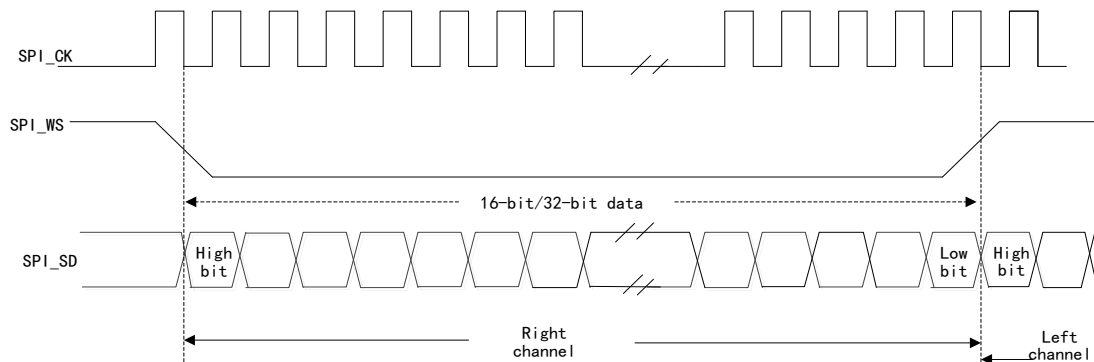 SPI_CK
SPI_WS
16-bit/32-bit data
SPI_SD
High
bit
Low
bit
High
bit
Right
channel
Left
channel